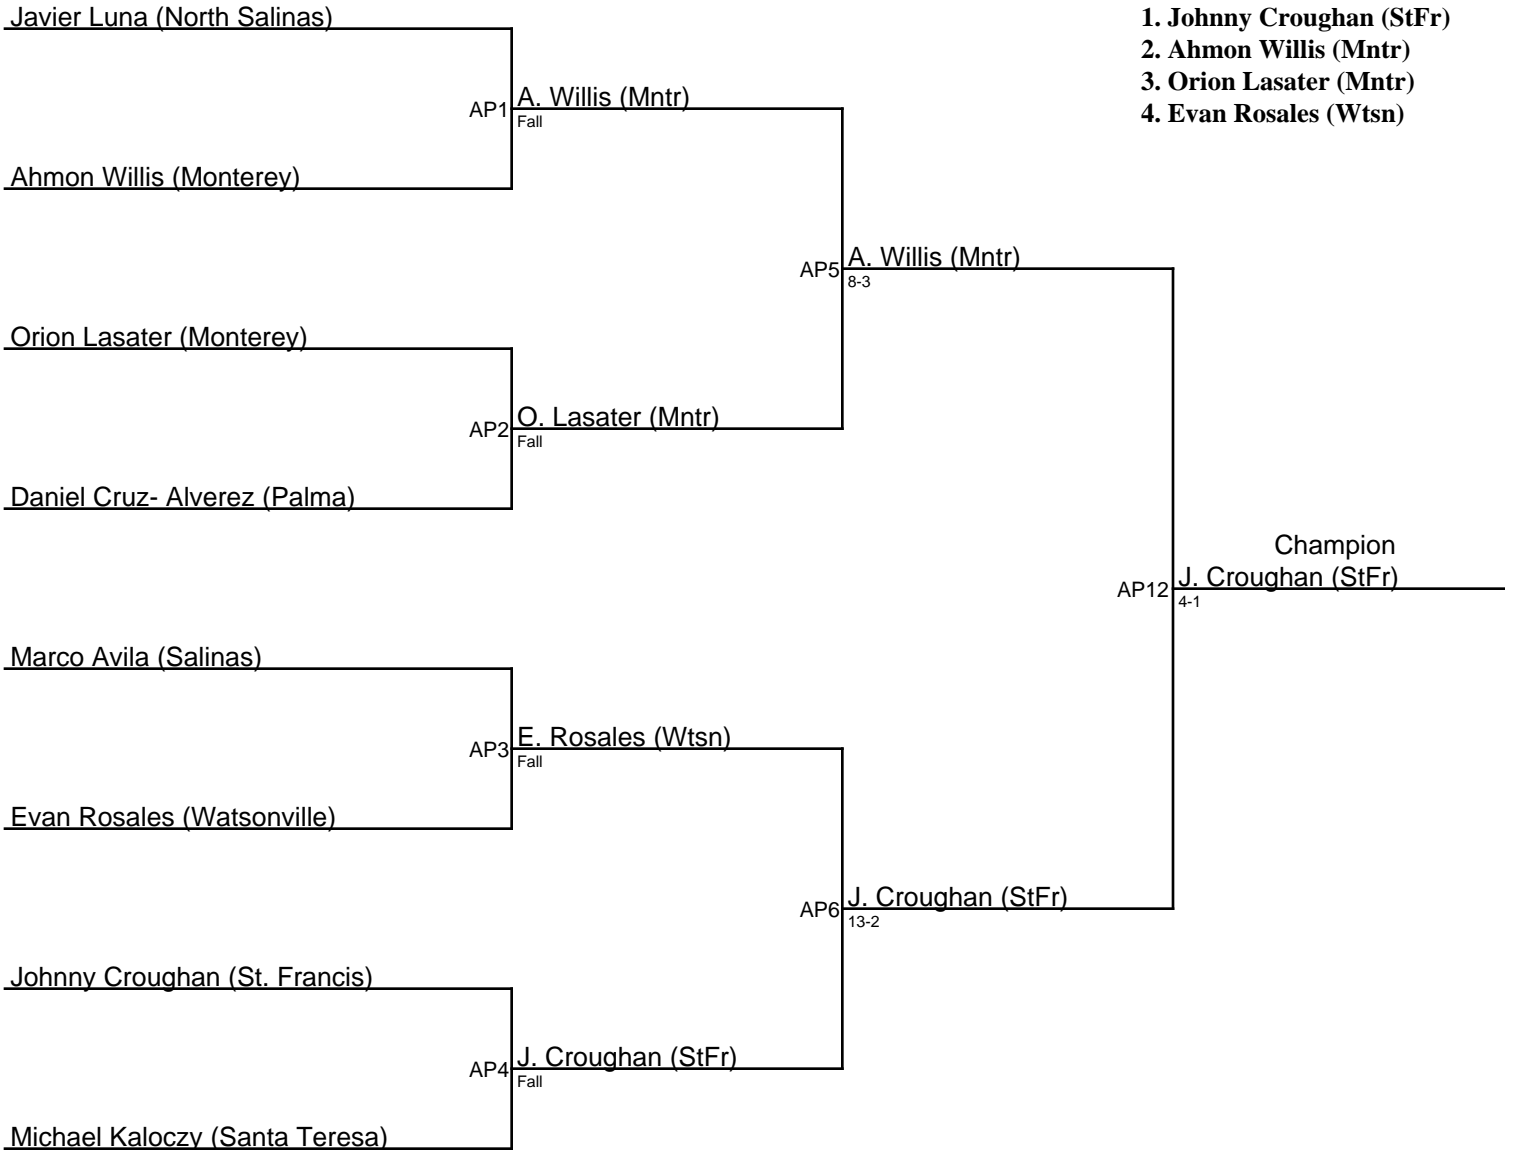 Javier Luna (North Salinas)
1. Johnny Croughan (StFr)
2. Ahmon Willis (Mntr)
3. Orion Lasater (Mntr)
4. Evan Rosales (Wtsn)
AP1
A. Willis (Mntr)
Fall
Ahmon Willis (Monterey)
AP5
A. Willis (Mntr)
8-3
Orion Lasater (Monterey)
AP2
O. Lasater (Mntr)
Fall
Daniel Cruz- Alverez (Palma)
Champion
AP12
J. Croughan (StFr)
4-1
Marco Avila (Salinas)
AP3
E. Rosales (Wtsn)
Fall
Evan Rosales (Watsonville)
AP6
J. Croughan (StFr)
13-2
Johnny Croughan (St. Francis)
AP4
J. Croughan (StFr)
Fall
Michael Kaloczy (Santa Teresa)